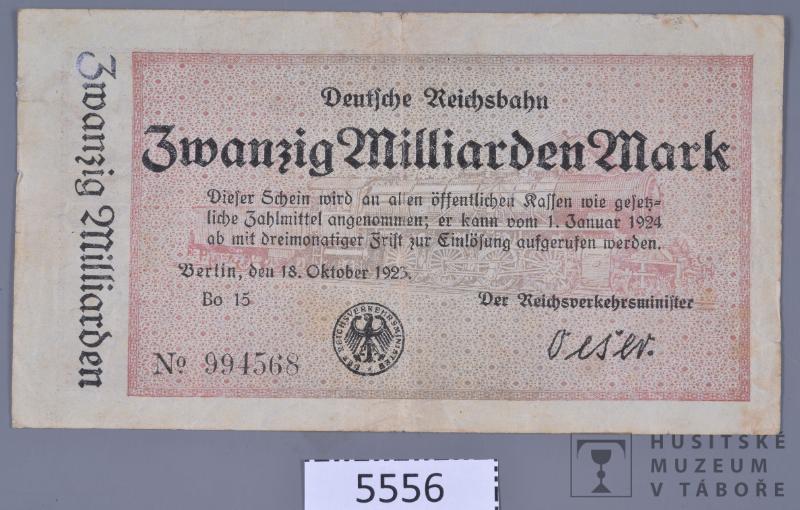 Zwanzig Milliarden
Deutsche Reichsbahn
Zwanzig Milliarden Mark
Dieser Schein wird an allen öffentlichen Kassen wie gesetz-
liche Zahlmittel angenommen; er kann vom 1. Januar 1924
ab mit dreimonatiger Frist zur Einlösung aufgerufen werden.
Berlin, den 18. Oktober 1923.
Bo 15
Der Reichsverkehrsminister
No 994568
DER REICHSVERKEHRSMINISTER
Oeser.
HUSITSKÉ
MUZEUM
V TÁBOŘE
5556